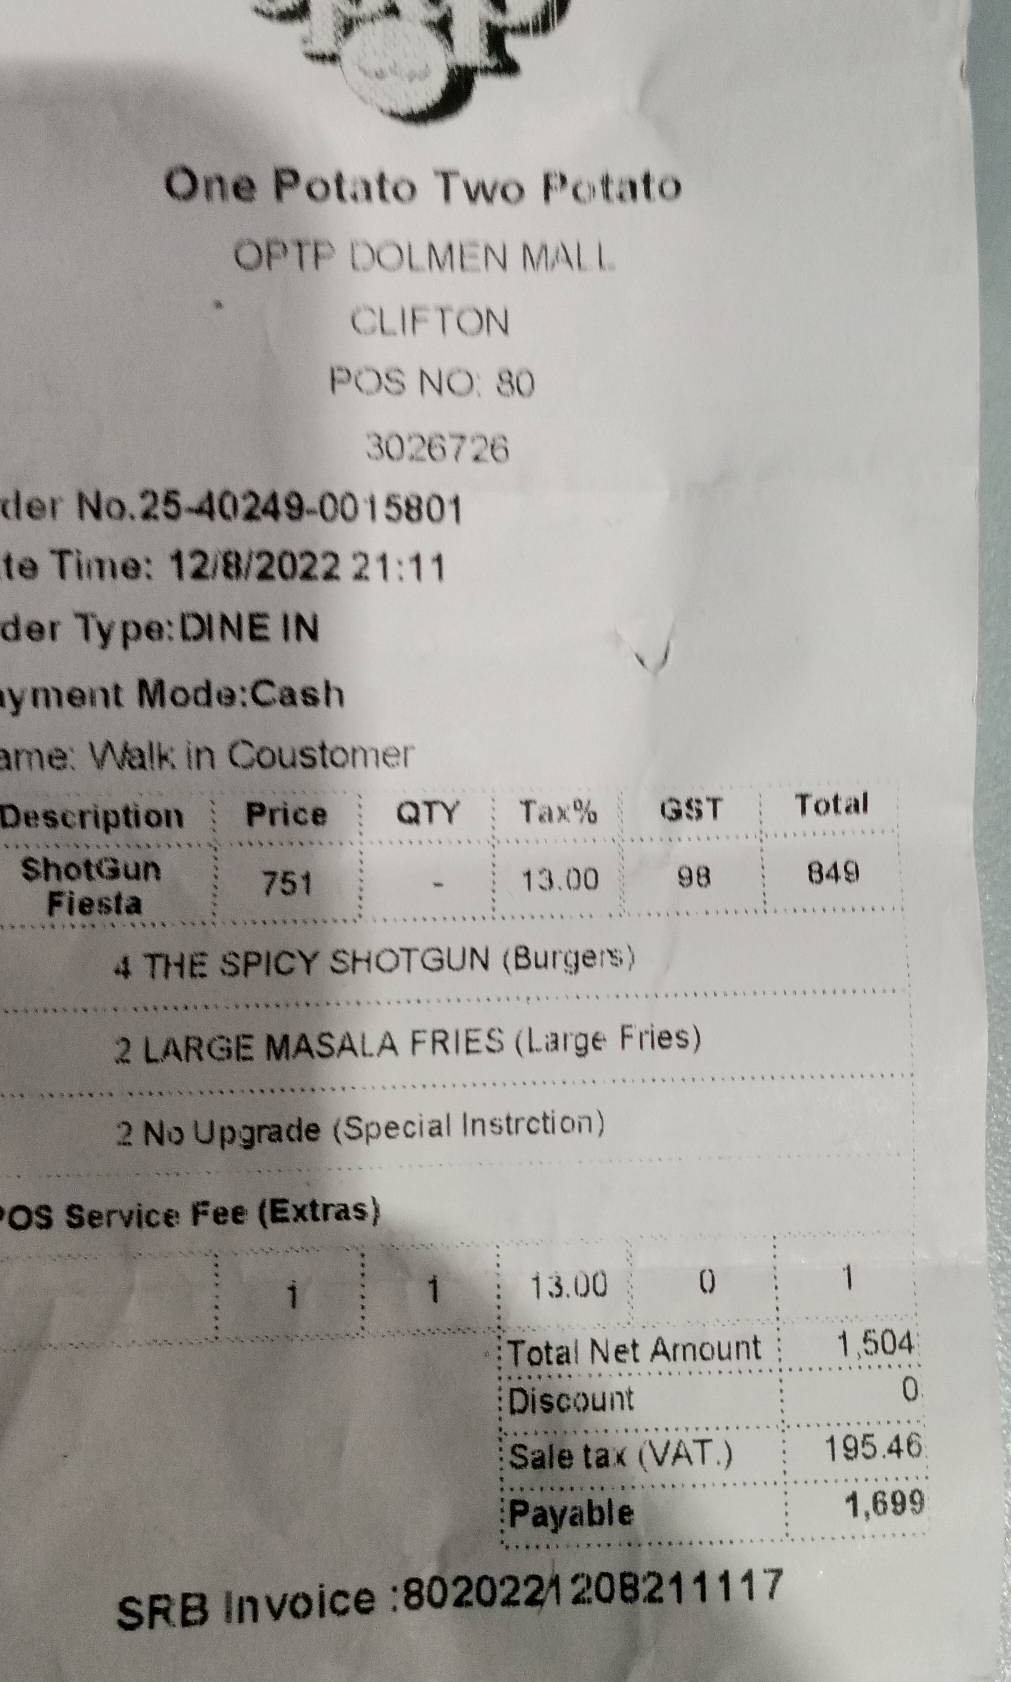 One Potato Two Potato
OPTP DOLMEN MALL
CLIFTON
POS NO: 80
3026726
der No.25-40249-0015801
te Time: 12/8/2022 21:11
der Type:DINE IN
yment Mode:Cash
ame: Walk in Coustomer
Description Price QTY Tax% GST Total
ShotGun Fiesta 751 - 13.00 98 849
4 THE SPICY SHOTGUN (Burgers)
2 LARGE MASALA FRIES (Large Fries)
2 No Upgrade (Special Instrction)
POS Service Fee (Extras)
1 1 13.00 0 1
Total Net Amount 1,504
Discount 0
Sale tax (VAT.) 195.46
Payable 1,699
SRB Invoice :8020221208211117